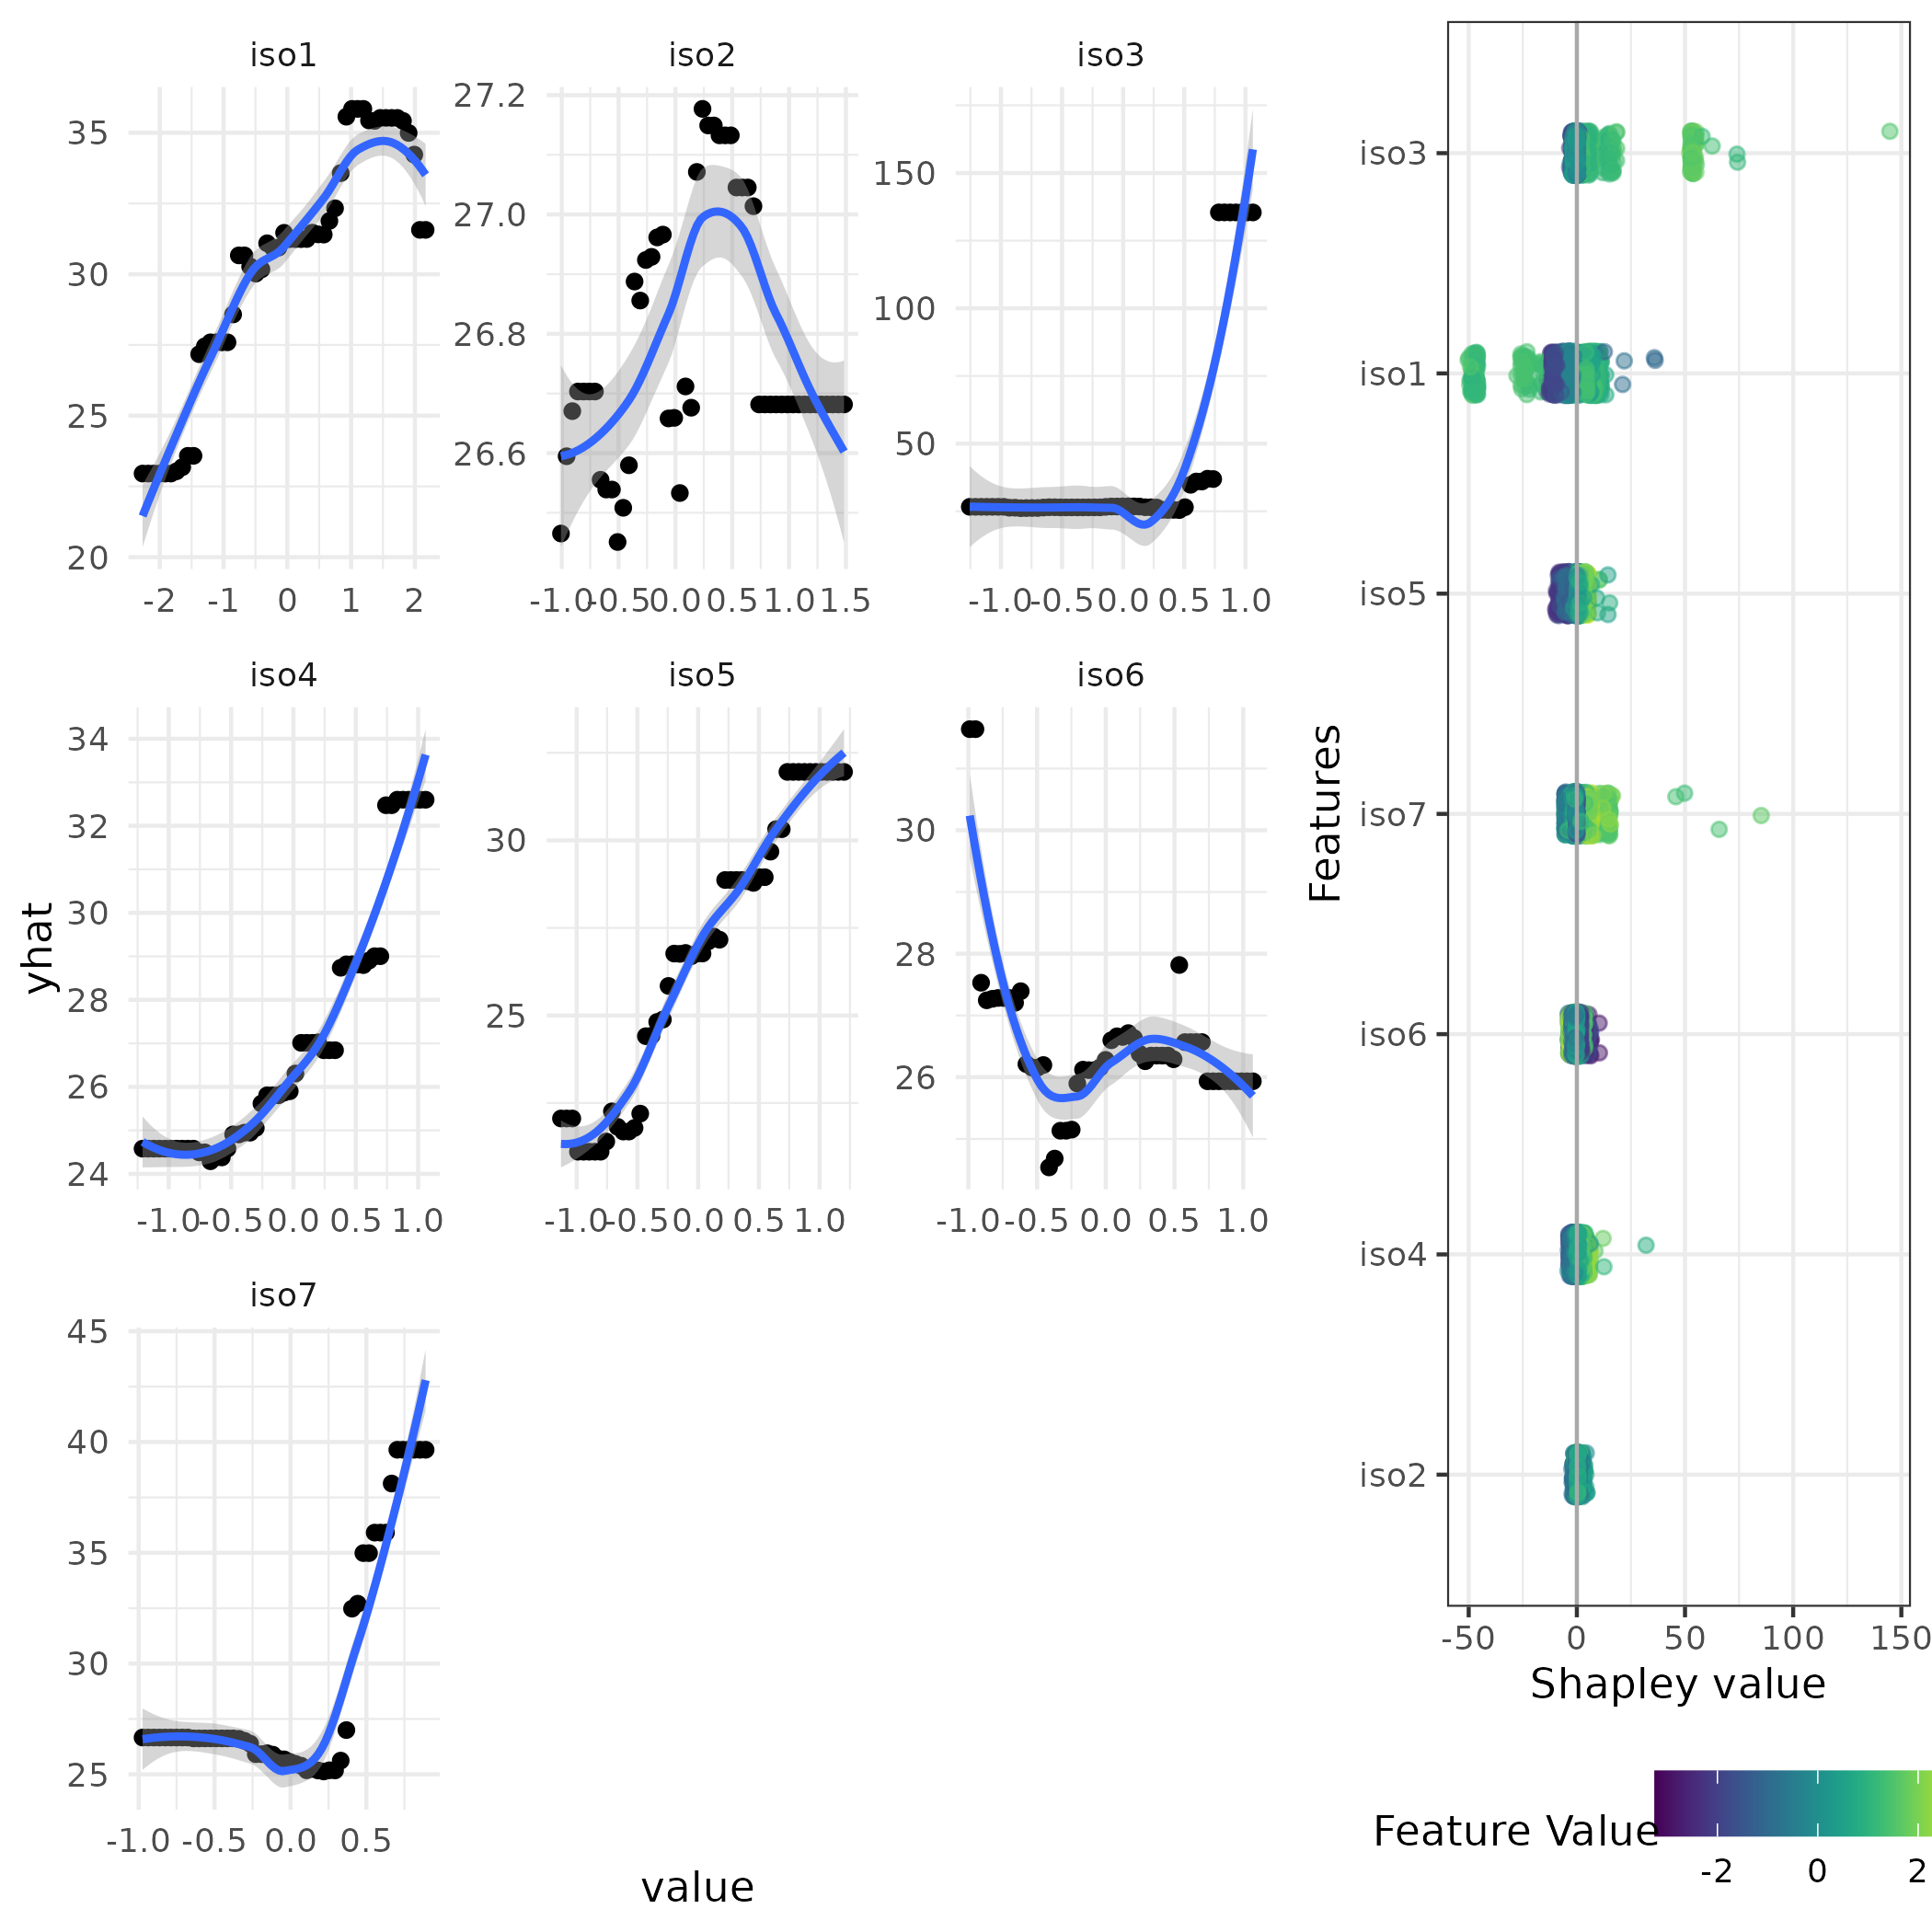 iso1
iso2
iso3
35
30
25
20
-2 -1 0 1 2
27.2
27.0
26.8
26.6
-1.0 -0.5 0.0 0.5 1.0 1.5
150
100
50
-1.0 -0.5 0.0 0.5 1.0
iso4
iso5
iso6
34
32
30
28
26
24
-1.0 -0.5 0.0 0.5 1.0
30
25
-1.0 -0.5 0.0 0.5 1.0
30
28
26
-1.0 -0.5 0.0 0.5 1.0
iso7
45
40
35
30
25
-1.0 -0.5 0.0 0.5
yhat
value
Features
iso3
iso1
iso5
iso7
iso6
iso4
iso2
-50 0 50 100 150
Shapley value
Feature Value
-2 0 2